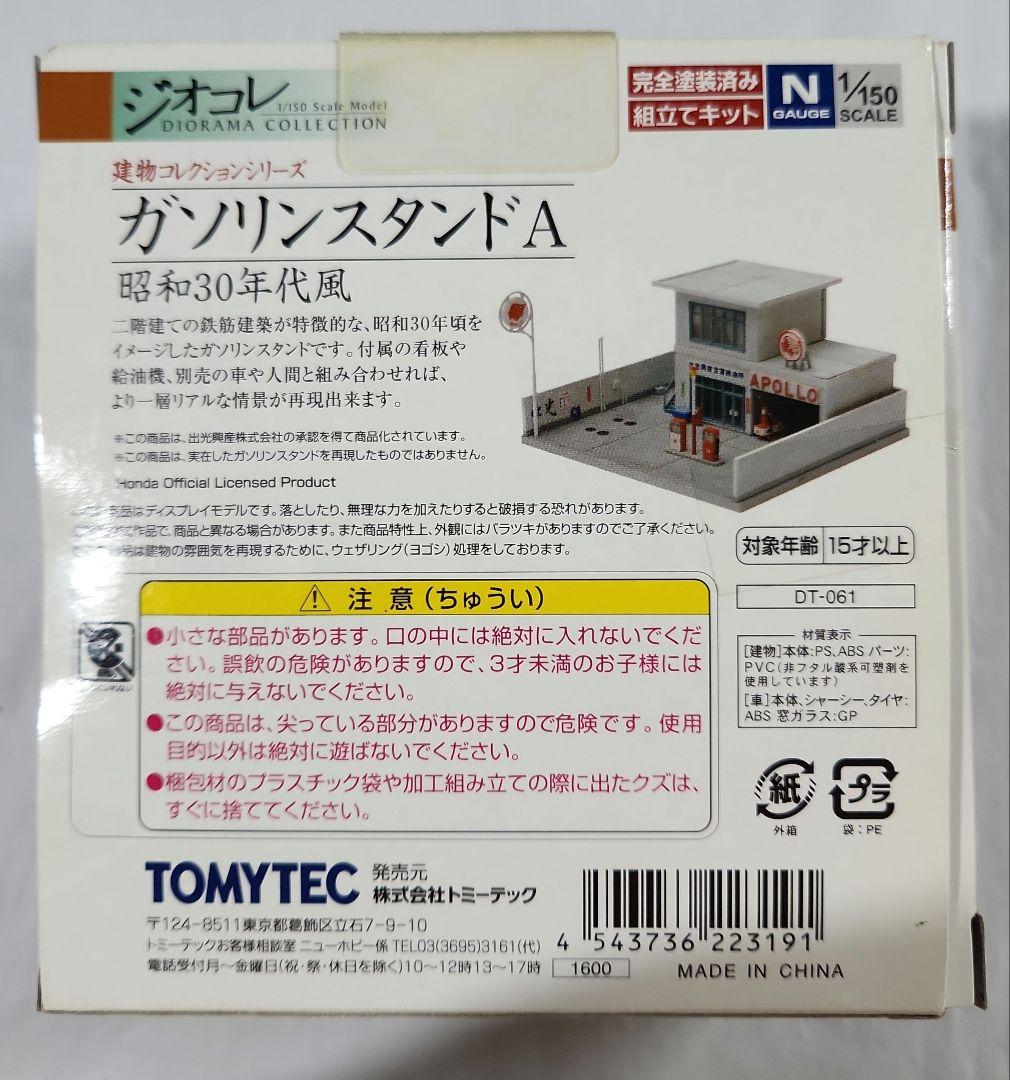 ジオコレ
1/150 Scale Model
DIORAMA COLLECTION
完全塗装済み
組立てキット
N
GAUGE
1/150
SCALE
建物コレクションシリーズ
ガソリンスタンドA
昭和30年代風
二階建ての鉄筋建築が特徴的な、昭和30年頃を
イメージしたガソリンスタンドです。付属の看板や
給油機、別売の車や人間と組み合わせれば、
より一層リアルな情景が再現出来ます。
APOLLO
※この商品は、出光興産株式会社の承認を得て商品化されています。
※この商品は、実在したガソリンスタンドを再現したものではありません。
Honda Official Licensed Product
品はディスプレイモデルです。落としたり、無理な力を加えたりすると破損する恐れがあります。
作品で、商品と異なる場合があります。また商品特性上、外観にはバラツキがありますのでご了承ください。
は建物の雰囲気を再現するために、ウェザリング(ヨゴシ)処理をしております。
対象年齢 15才以上
DT-061
⚠ 注 意(ちゅうい)
●小さな部品があります。口の中には絶対に入れないでくだ
さい。誤飲の危険がありますので、3才未満のお子様には
絶対に与えないでください。
●この商品は、尖っている部分がありますので危険です。使用
目的以外は絶対に遊ばないでください。
●梱包材のプラスチック袋や加工組み立ての際に出たクズは、
すぐに捨ててください。
材質表示
[建物]本体:PS、ABS パーツ:
PVC(非フタル酸系可塑剤を
使用しています)
[車]本体、シャーシー、タイヤ:
ABS 窓ガラス:GP
紙
外箱
プラ
袋:PE
TOMYTEC
発売元
株式会社トミーテック
〒124-8511東京都葛飾区立石7-9-10
トミーテックお客様相談室 ニューホビー係 TEL03(3695)3161(代)
電話受付月~金曜日(祝・祭・休日を除く)10~12時13~17時
1600
4 543736 223191
MADE IN CHINA